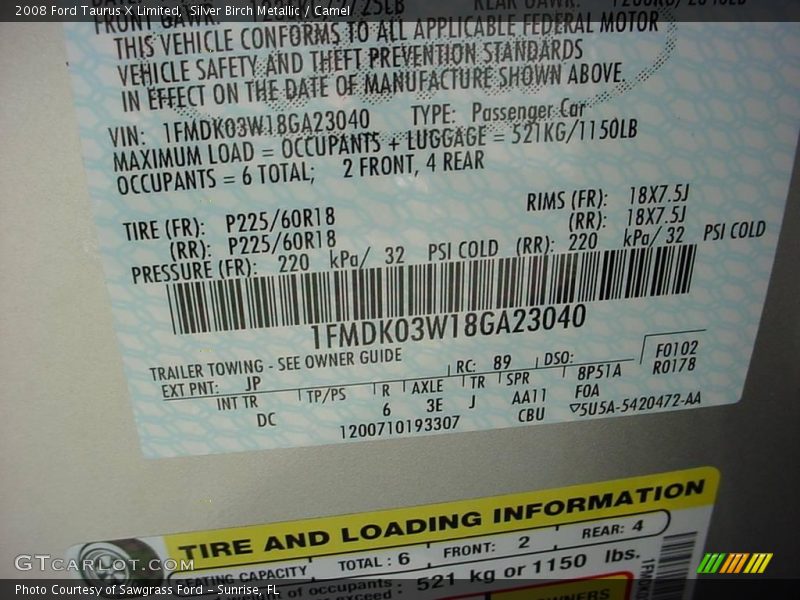 2008 Ford Taurus X Limited, Silver Birch Metallic / Camel
FRONT GAWR:
THIS VEHICLE CONFORMS TO ALL APPLICABLE FEDERAL MOTOR
VEHICLE SAFETY AND THEFT PREVENTION STANDARDS
IN EFFECT ON THE DATE OF MANUFACTURE SHOWN ABOVE.
VIN: 1FMDK03W18GA23040 TYPE: Passenger Car
MAXIMUM LOAD = OCCUPANTS + LUGGAGE = 521KG/1150LB
OCCUPANTS = 6 TOTAL; 2 FRONT, 4 REAR
TIRE (FR): P225/60R18 RIMS (FR): 18X7.5J
(RR): P225/60R18 (RR): 18X7.5J
PRESSURE (FR): 220 kPa/ 32 PSI COLD (RR): 220 kPa/ 32 PSI COLD
1FMDK03W18GA23040
TRAILER TOWING - SEE OWNER GUIDE
EXT PNT: JP RC: 89 DSO: F0102
INT TR TP/PS R AXLE TR SPR 8P51A R0178
DC 6 3E J AA11 F0A
1200710193307 CBU 5U5A-5420472-AA
TIRE AND LOADING INFORMATION
SEATING CAPACITY TOTAL : 6 FRONT: 2 REAR: 4
of occupants : 521 kg or 1150 lbs.
exceed :
OWNERS
GTCarLot.com
Photo Courtesy of Sawgrass Ford - Sunrise, FL